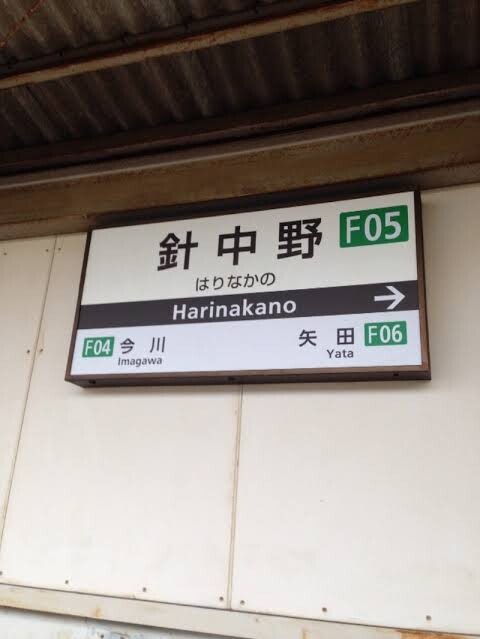 針中野 F05
はりなかの
Harinakano →
F04 今川 矢田 F06
Imagawa Yata